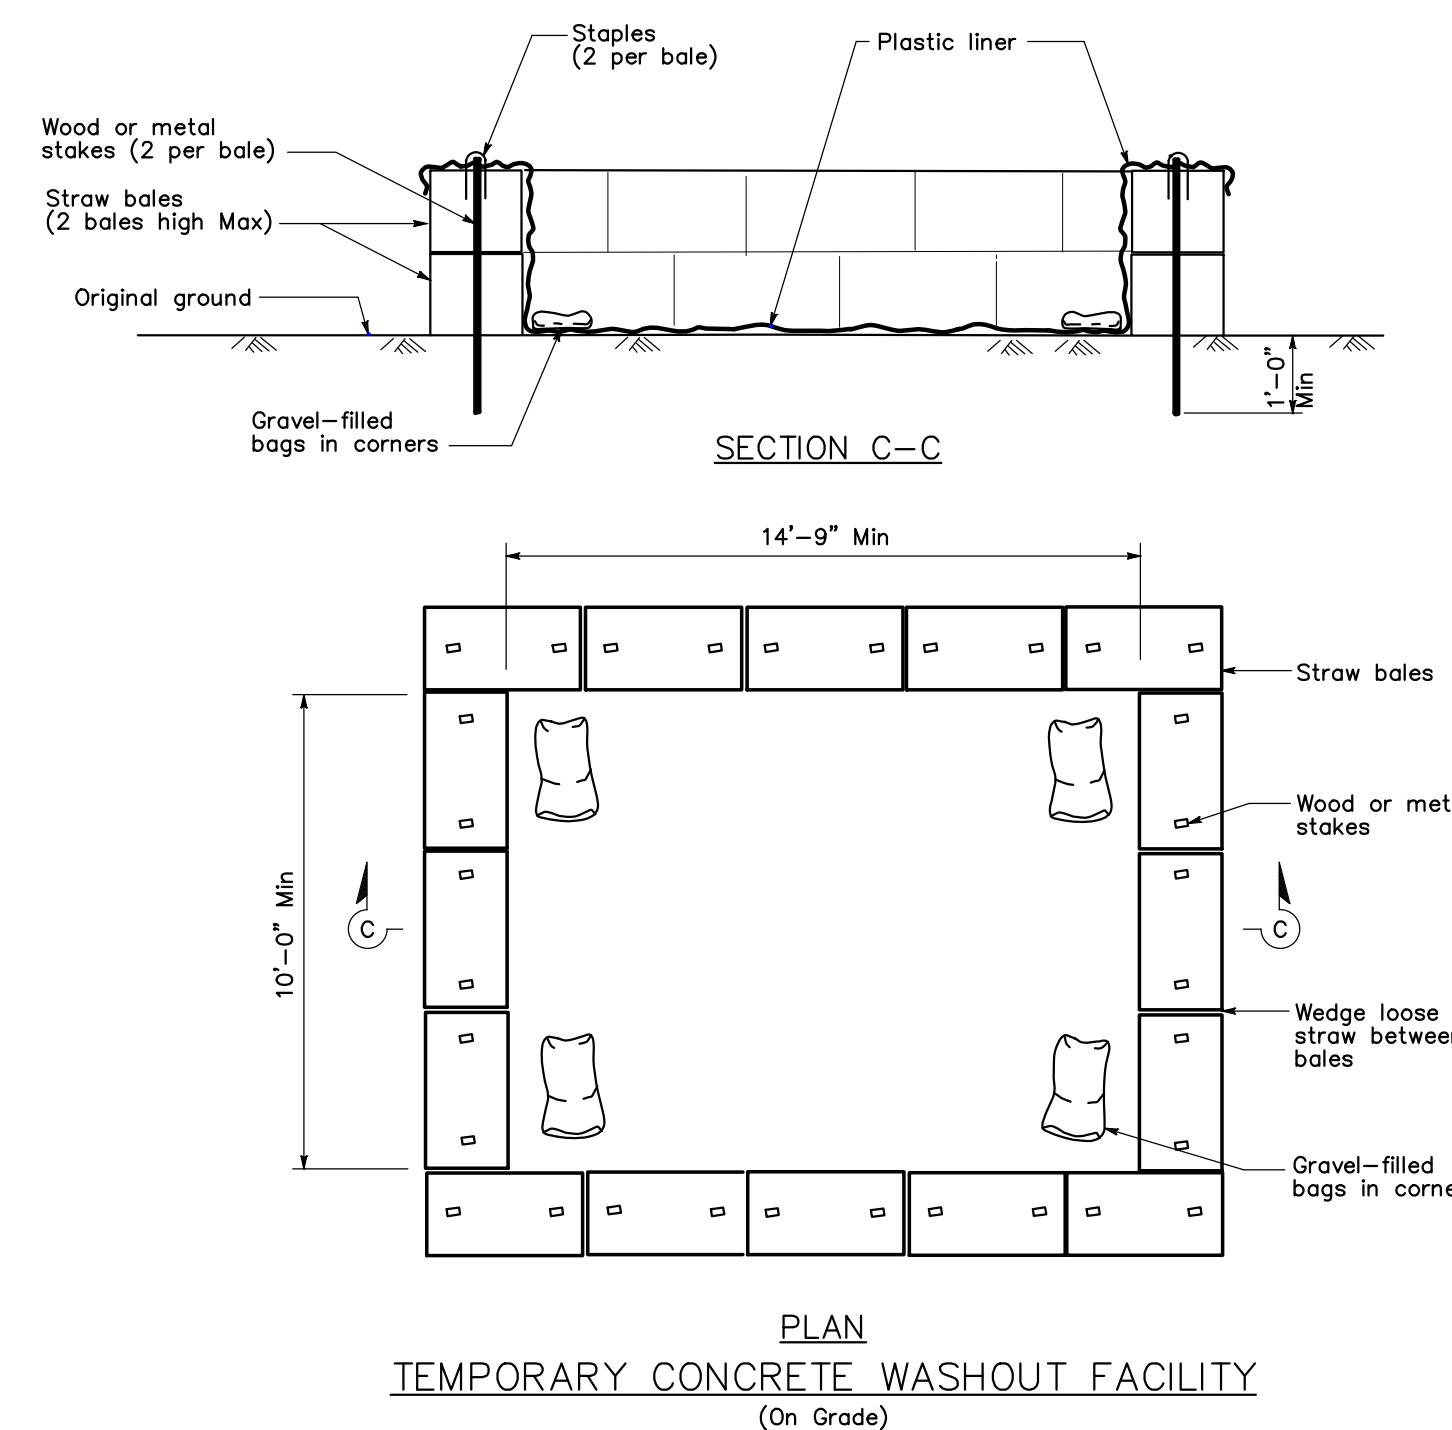 Staples
(2 per bale)
Plastic liner
Wood or metal
stakes (2 per bale)
Straw bales
(2 bales high Max)
Original ground
1'-0"
Min
Gravel-filled
bags in corners
SECTION C-C
14'-9" Min
Straw bales
Wood or met
stakes
10'-0" Min
C
C
Wedge loose
straw between
bales
Gravel-filled
bags in corne
PLAN
TEMPORARY CONCRETE WASHOUT FACILITY
(On Grade)